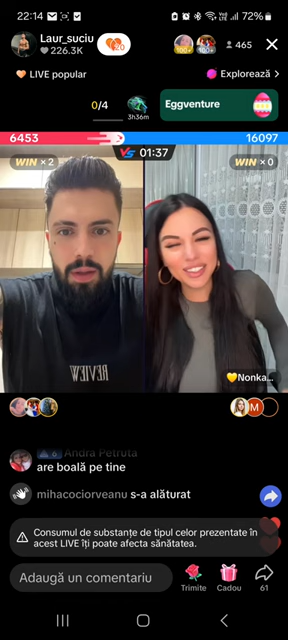 22:14
72%
Laur_suciu
226.3K
20
465
LIVE popular
Explorează >
0/4
3h36m
Eggventure
6453
VS 01:37
16097
WIN × 2
WIN × 0
REVIEW
💛Nonka...
M
6 Andra Petruta
are boală pe tine
mihacociorveanu s-a alăturat
Consumul de substanțe de tipul celor prezentate în
acest LIVE îți poate afecta sănătatea.
Adaugă un comentariu
Trimite
Cadou
61